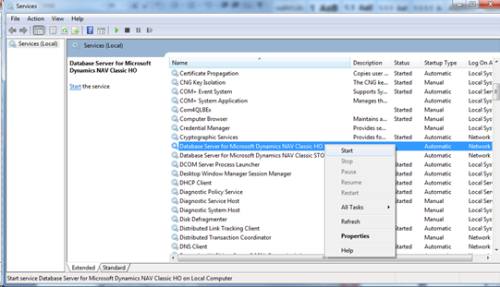 Services
File Action View Help
Services (Local)
Services (Local)
Database Server for Microsoft
Dynamics NAV Classic HO
Start the service
Name Description Status Startup Type Log On A
Certificate Propagation Copies user ... Started Automatic Local Sys
CNG Key Isolation The CNG ke... Started Manual Local Sys
COM+ Event System Supports Sy... Started Automatic Local Ser
COM+ System Application Manages th... Manual Local Sys
Com4QLBEx Manual Local Sys
Computer Browser Maintains a... Started Manual Local Sys
Credential Manager Provides se... Manual Local Sys
Cryptographic Services Provides fo... Started Automatic Network
Database Server for Microsoft Dynamics NAV Classic HO Automatic Network
Database Server for Microsoft Dynamics NAV Classic STO Automatic Network
DCOM Server Process Launcher Started Automatic Local Sys
Desktop Window Manager Session Manager Started Automatic Local Sys
DHCP Client Started Automatic Local Ser
Diagnostic Policy Service Started Automatic Local Ser
Diagnostic Service Host Started Manual Local Ser
Diagnostic System Host Manual Local Sys
Disk Defragmenter Manual Local Sys
Distributed Link Tracking Client Started Automatic Local Sys
Distributed Transaction Coordinator Manual Network
DNS Client Started Automatic Network
Start
Stop
Pause
Resume
Restart
All Tasks
Refresh
Properties
Help
Extended Standard
Start service Database Server for Microsoft Dynamics NAV Classic HO on Local Computer